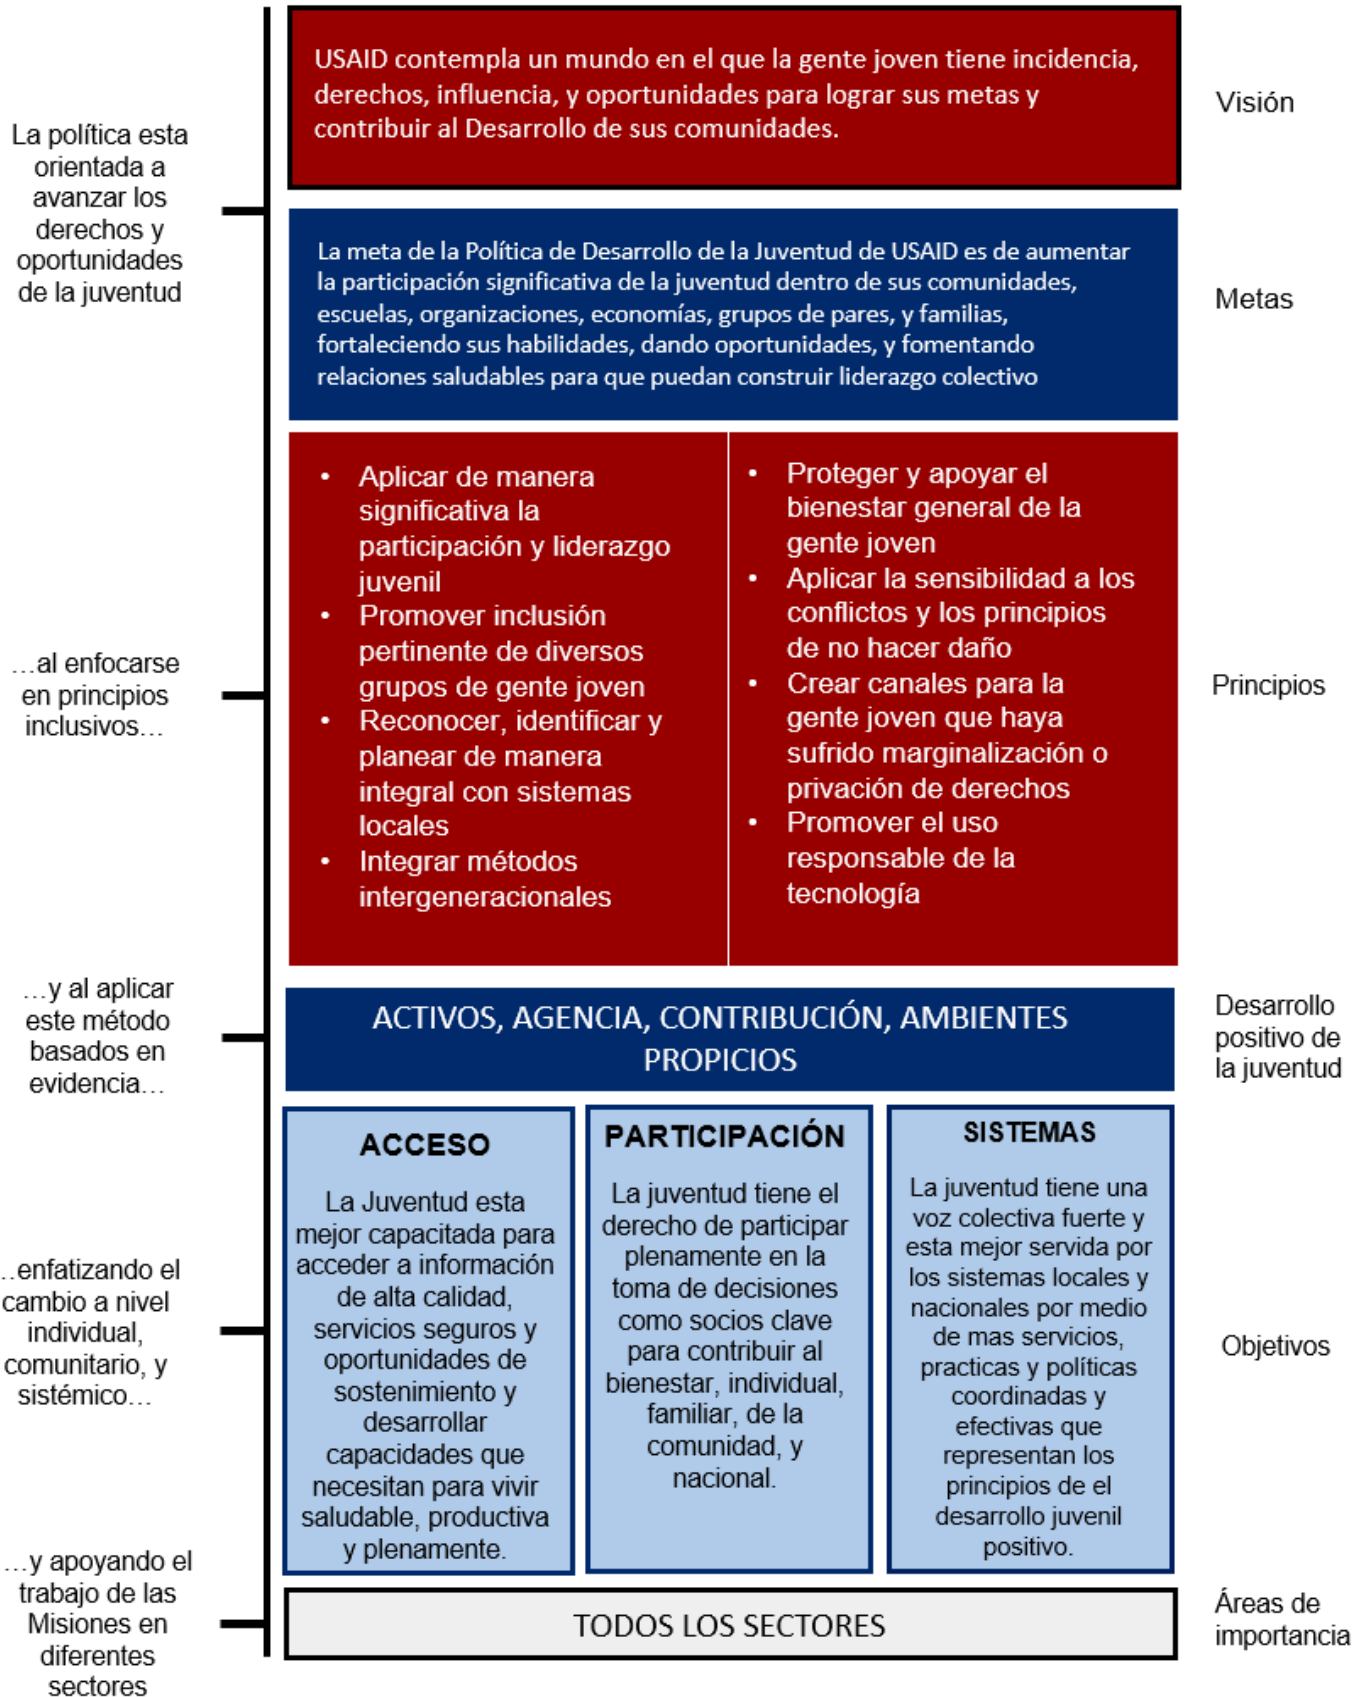 USAID contempla un mundo en el que la gente joven tiene incidencia,
derechos, influencia, y oportunidades para lograr sus metas y
contribuir al Desarrollo de sus comunidades.
Visión
La política esta
orientada a
avanzar los
derechos y
oportunidades
de la juventud
La meta de la Política de Desarrollo de la Juventud de USAID es de aumentar
la participación significativa de la juventud dentro de sus comunidades,
escuelas, organizaciones, economías, grupos de pares, y familias,
fortaleciendo sus habilidades, dando oportunidades, y fomentando
relaciones saludables para que puedan construir liderazgo colectivo
Metas
…al enfocarse
en principios
inclusivos…
• Aplicar de manera
significativa la
participación y liderazgo
juvenil
• Promover inclusión
pertinente de diversos
grupos de gente joven
• Reconocer, identificar y
planear de manera
integral con sistemas
locales
• Integrar métodos
intergeneracionales
• Proteger y apoyar el
bienestar general de la
gente joven
• Aplicar la sensibilidad a los
conflictos y los principios
de no hacer daño
• Crear canales para la
gente joven que haya
sufrido marginalización o
privación de derechos
• Promover el uso
responsable de la
tecnología
Principios
…y al aplicar
este método
basados en
evidencia…
ACTIVOS, AGENCIA, CONTRIBUCIÓN, AMBIENTES
PROPICIOS
Desarrollo
positivo de
la juventud
..enfatizando el
cambio a nivel
individual,
comunitario, y
sistémico…
ACCESO
La Juventud esta
mejor capacitada para
acceder a información
de alta calidad,
servicios seguros y
oportunidades de
sostenimiento y
desarrollar
capacidades que
necesitan para vivir
saludable, productiva
y plenamente.
PARTICIPACIÓN
La juventud tiene el
derecho de participar
plenamente en la
toma de decisiones
como socios clave
para contribuir al
bienestar, individual,
familiar, de la
comunidad, y
nacional.
SISTEMAS
La juventud tiene una
voz colectiva fuerte y
esta mejor servida por
los sistemas locales y
nacionales por medio
de mas servicios,
practicas y políticas
coordinadas y
efectivas que
representan los
principios de el
desarrollo juvenil
positivo.
Objetivos
…y apoyando el
trabajo de las
Misiones en
diferentes
sectores
TODOS LOS SECTORES
Áreas de
importancia